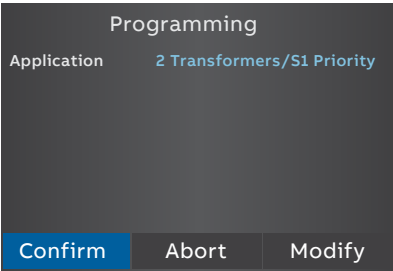 Programming
Application 2 Transformers/S1 Priority
Confirm Abort Modify